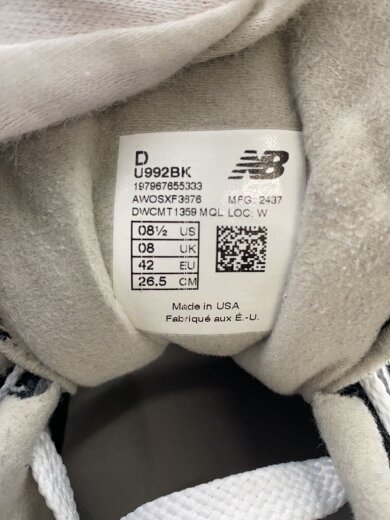 D
U992BK
NB
197967655333
AWOSXF3676 MFG: 2437
DWCMT1359 MQL LOC: W
08½ US
08 UK
42 EU
26.5 CM
Made in USA
Fabriqué aux É.-U.